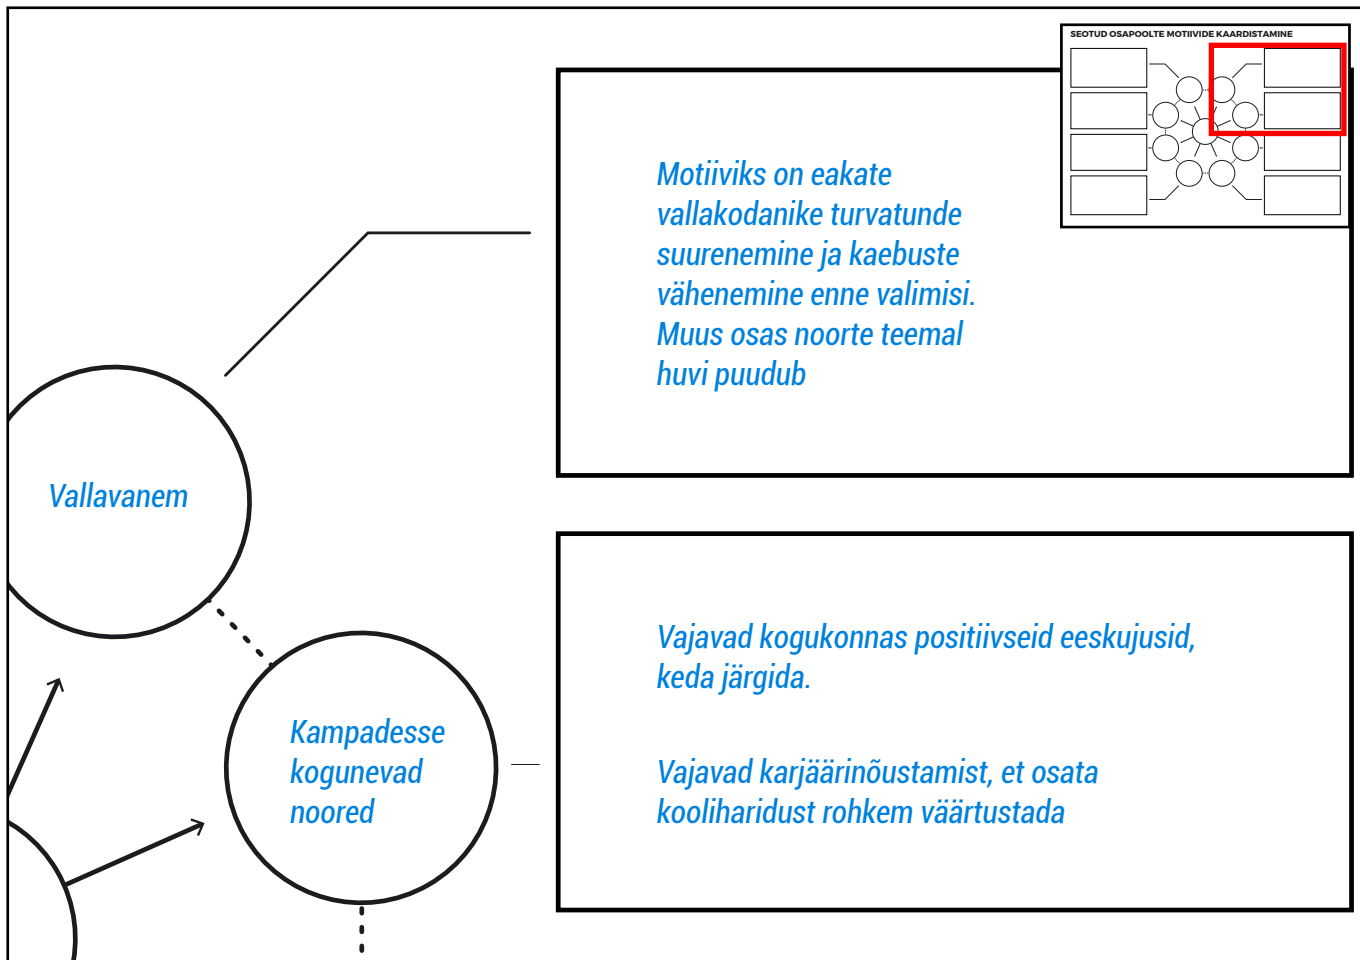 SEOTUD OSAPOOLTE MOTIIVIDE KAARDISTAMINE
Motiiviks on eakate
vallakodanike turvatunde
suurenemine ja kaebuste
vähenemine enne valimisi.
Muus osas noorte teemal
huvi puudub
Vallavanem
Vajavad kogukonnas positiivseid eeskujusid,
keda järgida.
Kampadesse
kogunevad
noored
Vajavad karjäärinõustamist, et osata
kooliharidust rohkem väärtustada